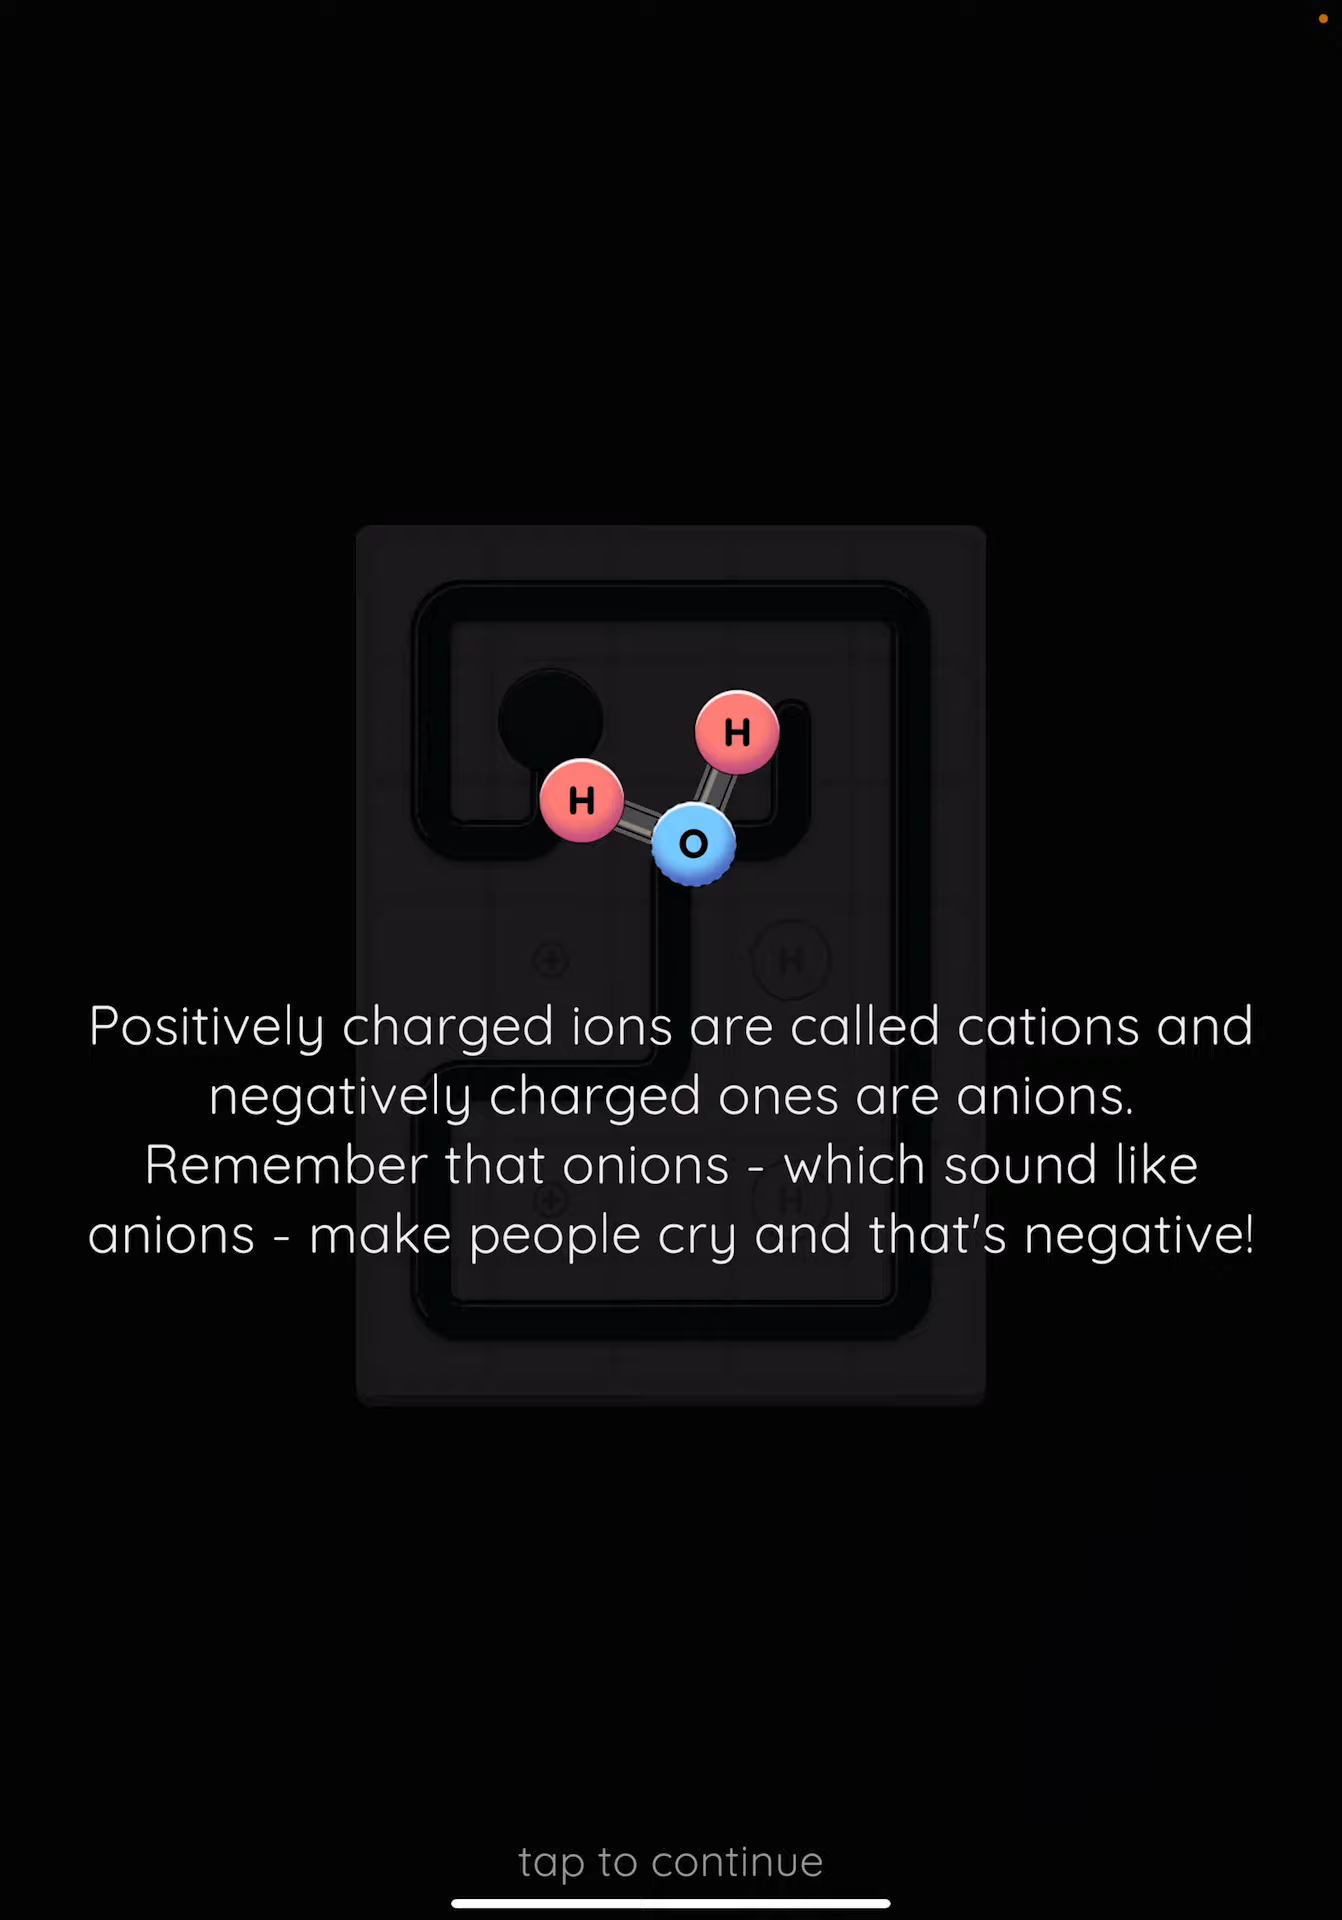 H
H
O
H
Positively charged ions are called cations and
negatively charged ones are anions.
Remember that onions - which sound like
anions - make people cry and that's negative!
H
tap to continue